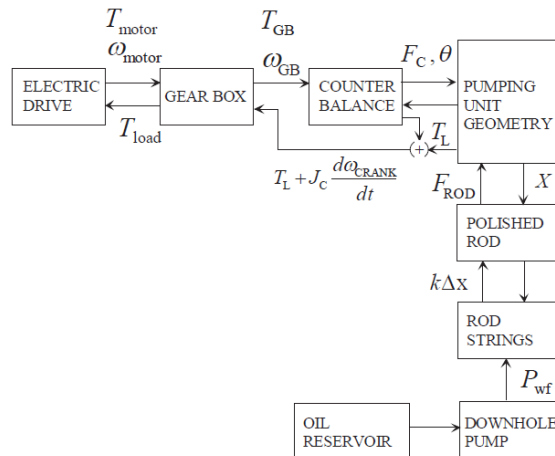 T_motor
ω_motor
T_GB
ω_GB
F_C , θ
ELECTRIC
DRIVE
GEAR BOX
COUNTER
BALANCE
PUMPING
UNIT
GEOMETRY
T_load
T_L
(+)
T_L + J_C dω_CRANK/dt
F_ROD
X
POLISHED
ROD
kΔx
ROD
STRINGS
P_wf
OIL
RESERVOIR
DOWNHOLE
PUMP